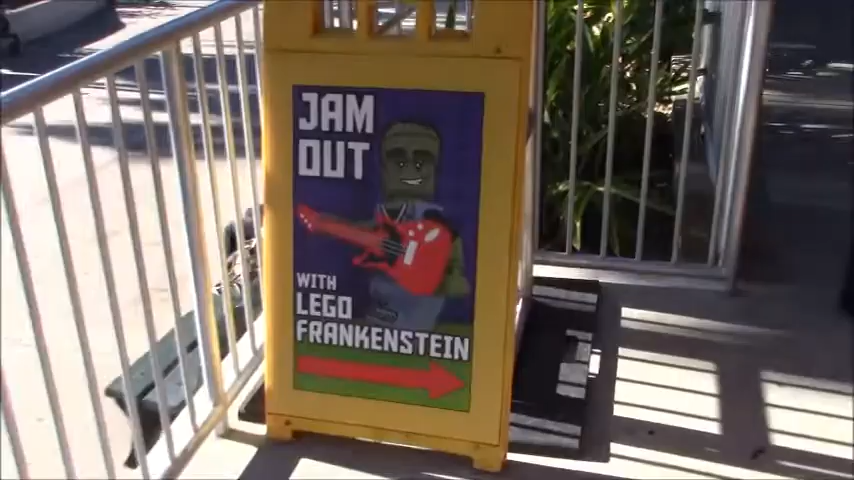 JAM
OUT
WITH
LEGO
FRANKENSTEIN